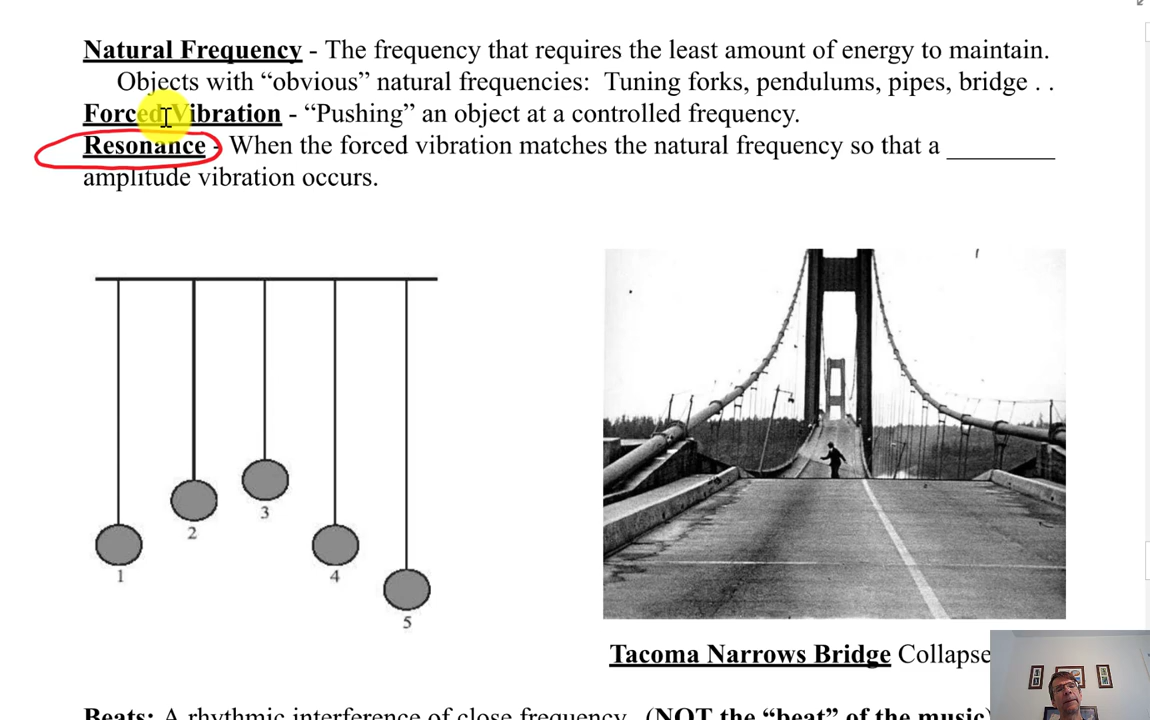 Natural Frequency - The frequency that requires the least amount of energy to maintain.
Objects with “obvious” natural frequencies: Tuning forks, pendulums, pipes, bridge . .
Forced Vibration - “Pushing” an object at a controlled frequency.
Resonance - When the forced vibration matches the natural frequency so that a ________
amplitude vibration occurs.
1
2
3
4
5
Tacoma Narrows Bridge Collapse
Beats: A rhythmic interference of close frequency. (NOT the “beat” of the music)